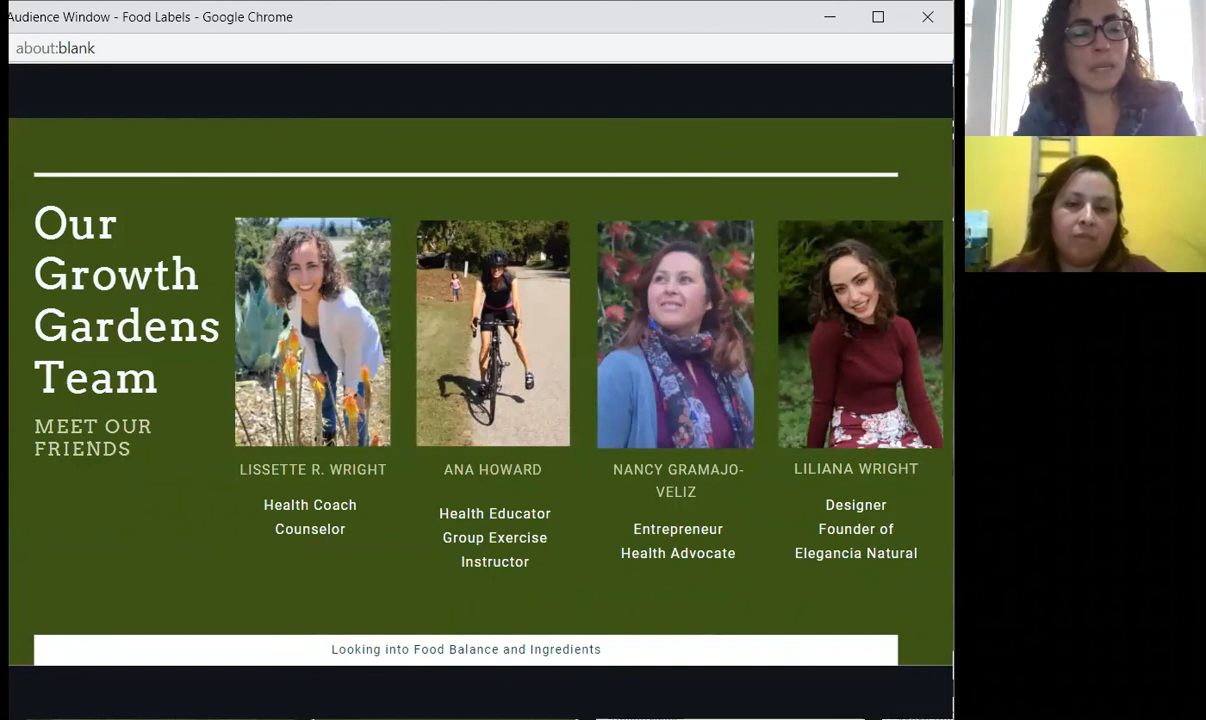 Audience Window - Food Labels - Google Chrome
about:blank
Our
Growth
Gardens
Team
MEET OUR
FRIENDS
LISSETTE R. WRIGHT
Health Coach
Counselor
ANA HOWARD
Health Educator
Group Exercise
Instructor
NANCY GRAMAJO-
VELIZ
Entrepreneur
Health Advocate
LILIANA WRIGHT
Designer
Founder of
Elegancia Natural
Looking into Food Balance and Ingredients